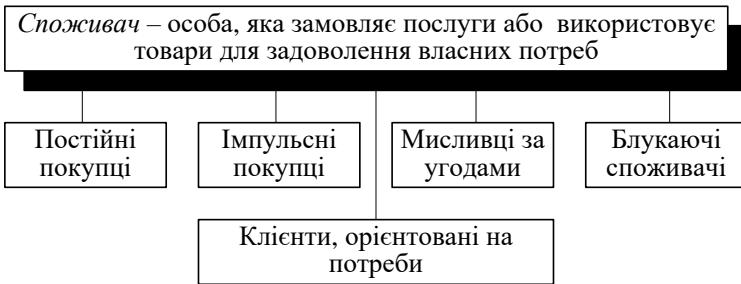 Споживач – особа, яка замовляє послуги або використовує
товари для задоволення власних потреб
Постійні
покупці
Імпульсні
покупці
Мисливці за
угодами
Блукаючі
споживачі
Клієнти, орієнтовані на
потреби